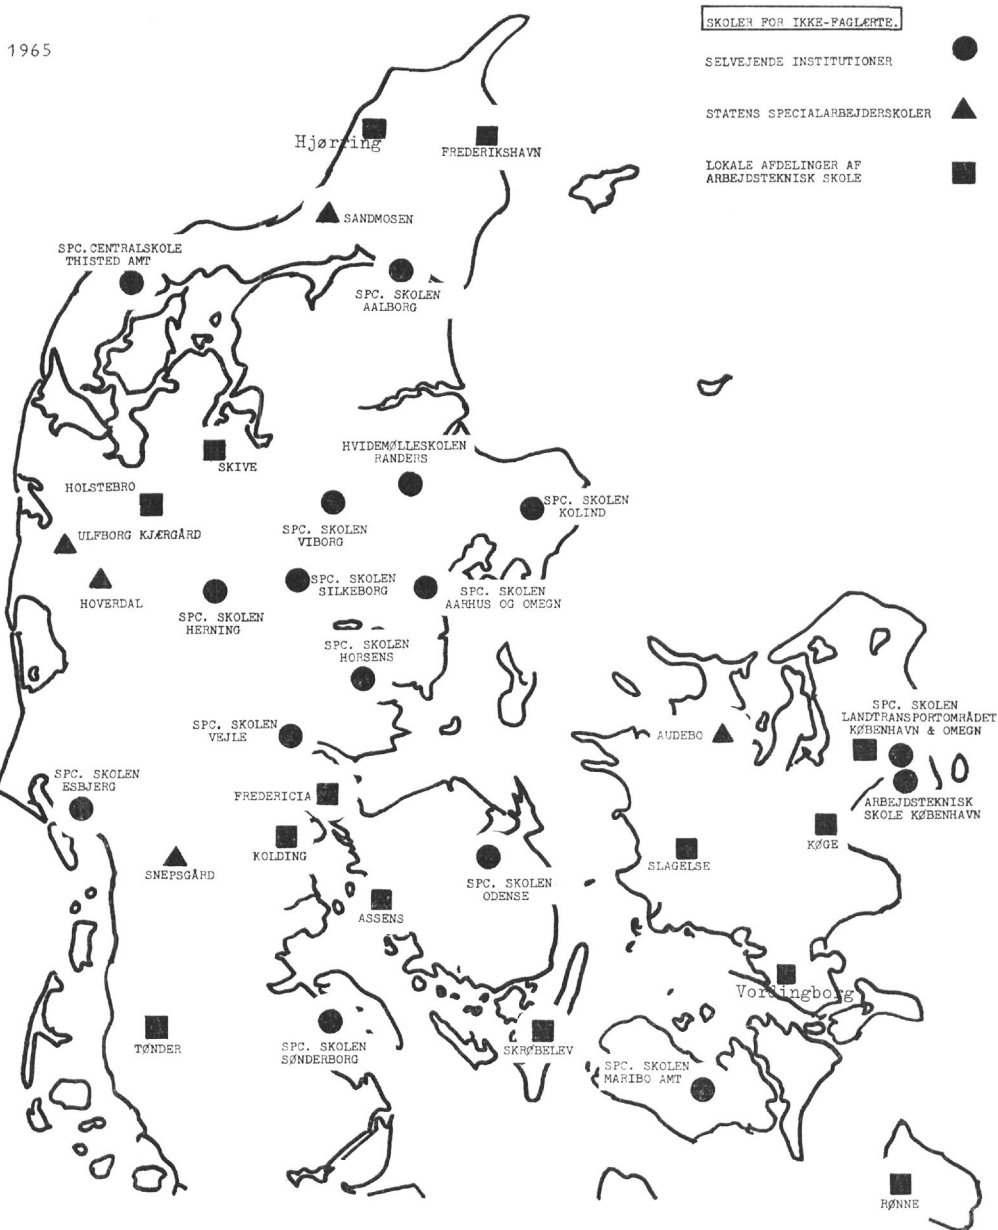 1965
SKOLER FOR IKKE-FAGLÆRTE.
SELVEJENDE INSTITUTIONER
STATENS SPECIALARBEJDERSKOLER
LOKALE AFDELINGER AF
ARBEJDSTEKNISK SKOLE
Hjørring
FREDERIKSHAVN
SANDMOSEN
SPC. CENTRALSKOLE
THISTED AMT
SPC. SKOLEN
AALBORG
SKIVE
HVIDEMØLLESKOLEN
RANDERS
HOLSTEBRO
SPC. SKOLEN
VIBORG
SPC. SKOLEN
KOLIND
ULFBORG KJÆRGÅRD
HOVERDAL
SPC. SKOLEN
HERNING
SPC. SKOLEN
SILKEBORG
SPC. SKOLEN
AARHUS OG OMEGN
SPC. SKOLEN
HORSENS
SPC. SKOLEN
VEJLE
AUDEBO
SPC. SKOLEN
LANDTRANSPORTOMRÅDET
KØBENHAVN & OMEGN
ARBEJDSTEKNISK
SKOLE KØBENHAVN
SPC. SKOLEN
ESBJERG
FREDERICIA
KOLDING
SNEPSGÅRD
SPC. SKOLEN
ODENSE
SLAGELSE
KØGE
ASSENS
Vordingborg
TØNDER
SPC. SKOLEN
SØNDERBORG
SKRØBELEV
SPC. SKOLEN
MARIBO AMT
RØNNE